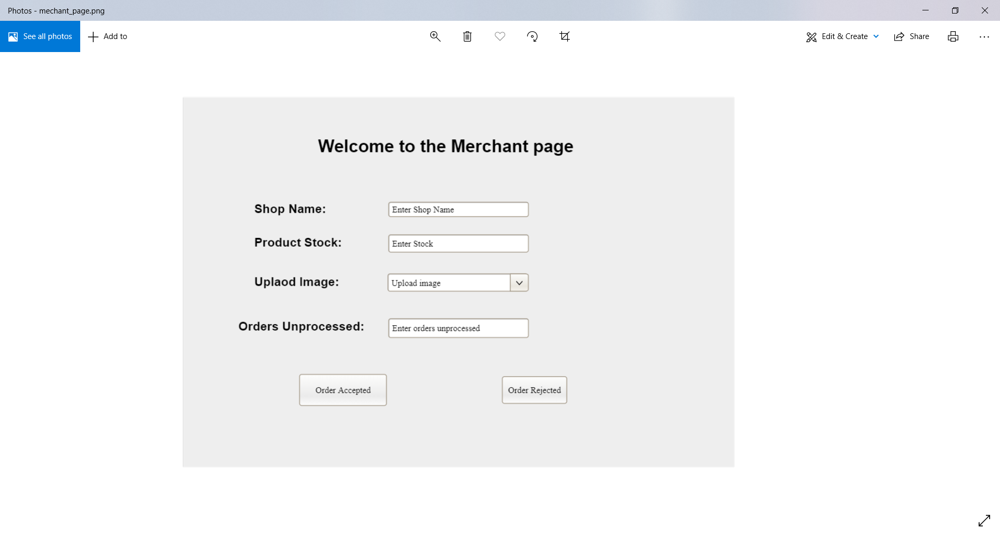 Photos - mechant_page.png
See all photos
Add to
Edit & Create
Share
Welcome to the Merchant page
Shop Name:
Enter Shop Name
Product Stock:
Enter Stock
Uplaod Image:
Upload image
Orders Unprocessed:
Enter orders unprocessed
Order Accepted
Order Rejected